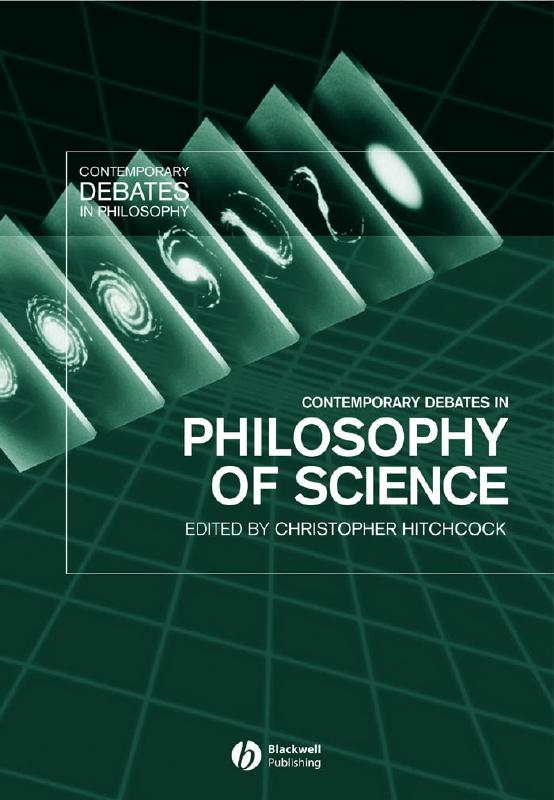 CONTEMPORARY
DEBATES
IN PHILOSOPHY
CONTEMPORARY DEBATES IN
PHILOSOPHY
OF SCIENCE
EDITED BY CHRISTOPHER HITCHCOCK
b
Blackwell
Publishing